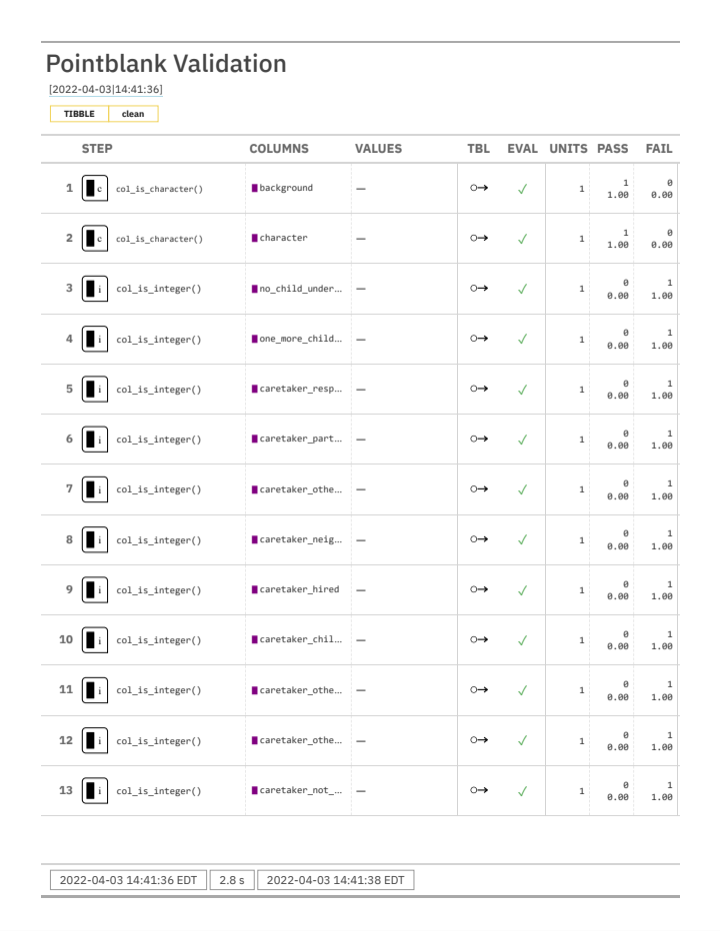 Pointblank Validation
[2022-04-03|14:41:36]
TIBBLE clean
STEP COLUMNS VALUES TBL EVAL UNITS PASS FAIL
1 c col_is_character() background — ✓ 1 1 0
1.00 0.00
2 c col_is_character() character — ✓ 1 1 0
1.00 0.00
3 i col_is_integer() no_child_under… — ✓ 1 0 1
0.00 1.00
4 i col_is_integer() one_more_child… — ✓ 1 0 1
0.00 1.00
5 i col_is_integer() caretaker_resp… — ✓ 1 0 1
0.00 1.00
6 i col_is_integer() caretaker_part… — ✓ 1 0 1
0.00 1.00
7 i col_is_integer() caretaker_othe… — ✓ 1 0 1
0.00 1.00
8 i col_is_integer() caretaker_neig… — ✓ 1 0 1
0.00 1.00
9 i col_is_integer() caretaker_hired — ✓ 1 0 1
0.00 1.00
10 i col_is_integer() caretaker_chil… — ✓ 1 0 1
0.00 1.00
11 i col_is_integer() caretaker_othe… — ✓ 1 0 1
0.00 1.00
12 i col_is_integer() caretaker_othe… — ✓ 1 0 1
0.00 1.00
13 i col_is_integer() caretaker_not_… — ✓ 1 0 1
0.00 1.00
2022-04-03 14:41:36 EDT 2.8 s 2022-04-03 14:41:38 EDT